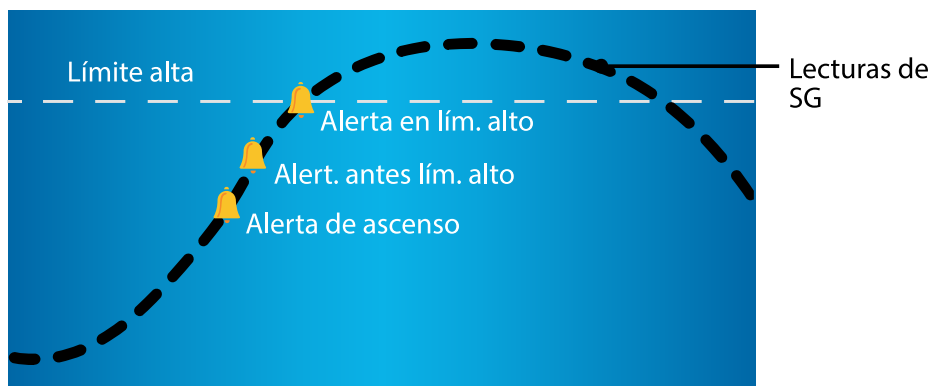 Límite alta
Lecturas de
SG
Alerta en lím. alto
Alert. antes lím. alto
Alerta de ascenso